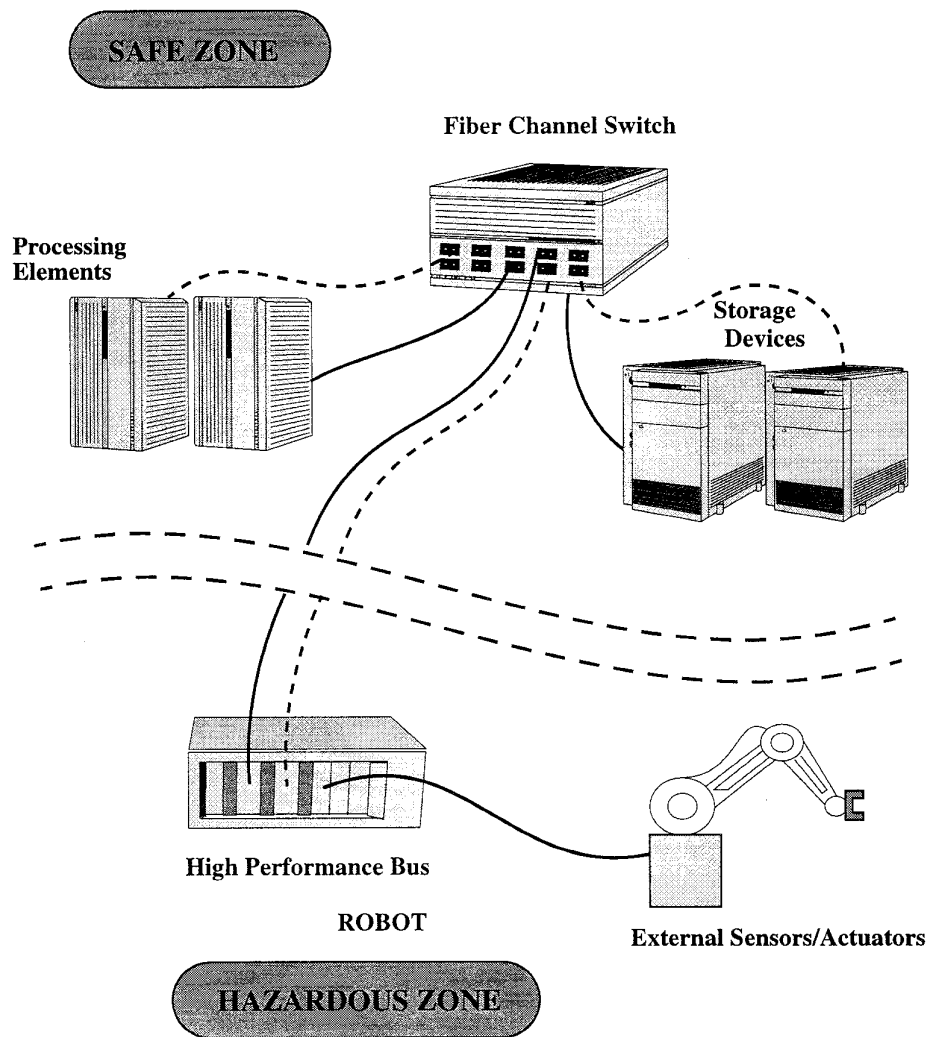 SAFE ZONE
Fiber Channel Switch
Processing
Elements
Storage
Devices
High Performance Bus
ROBOT
External Sensors/Actuators
HAZARDOUS ZONE